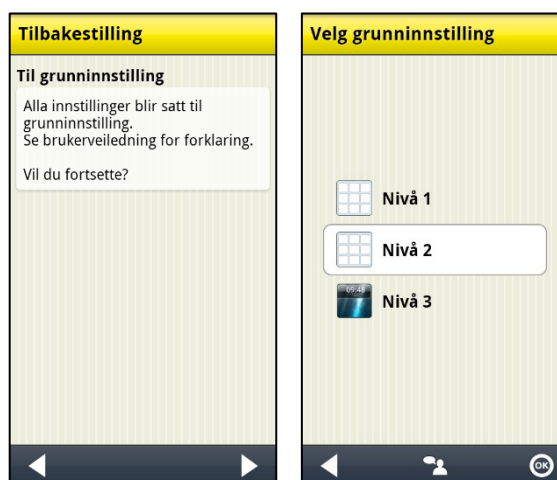 Tilbakestilling
Til grunninnstilling
Alla innstillinger blir satt til
grunninnstilling.
Se brukerveiledning for forklaring.
Vil du fortsette?
Velg grunninnstilling
Nivå 1
Nivå 2
09:48
Nivå 3
OK